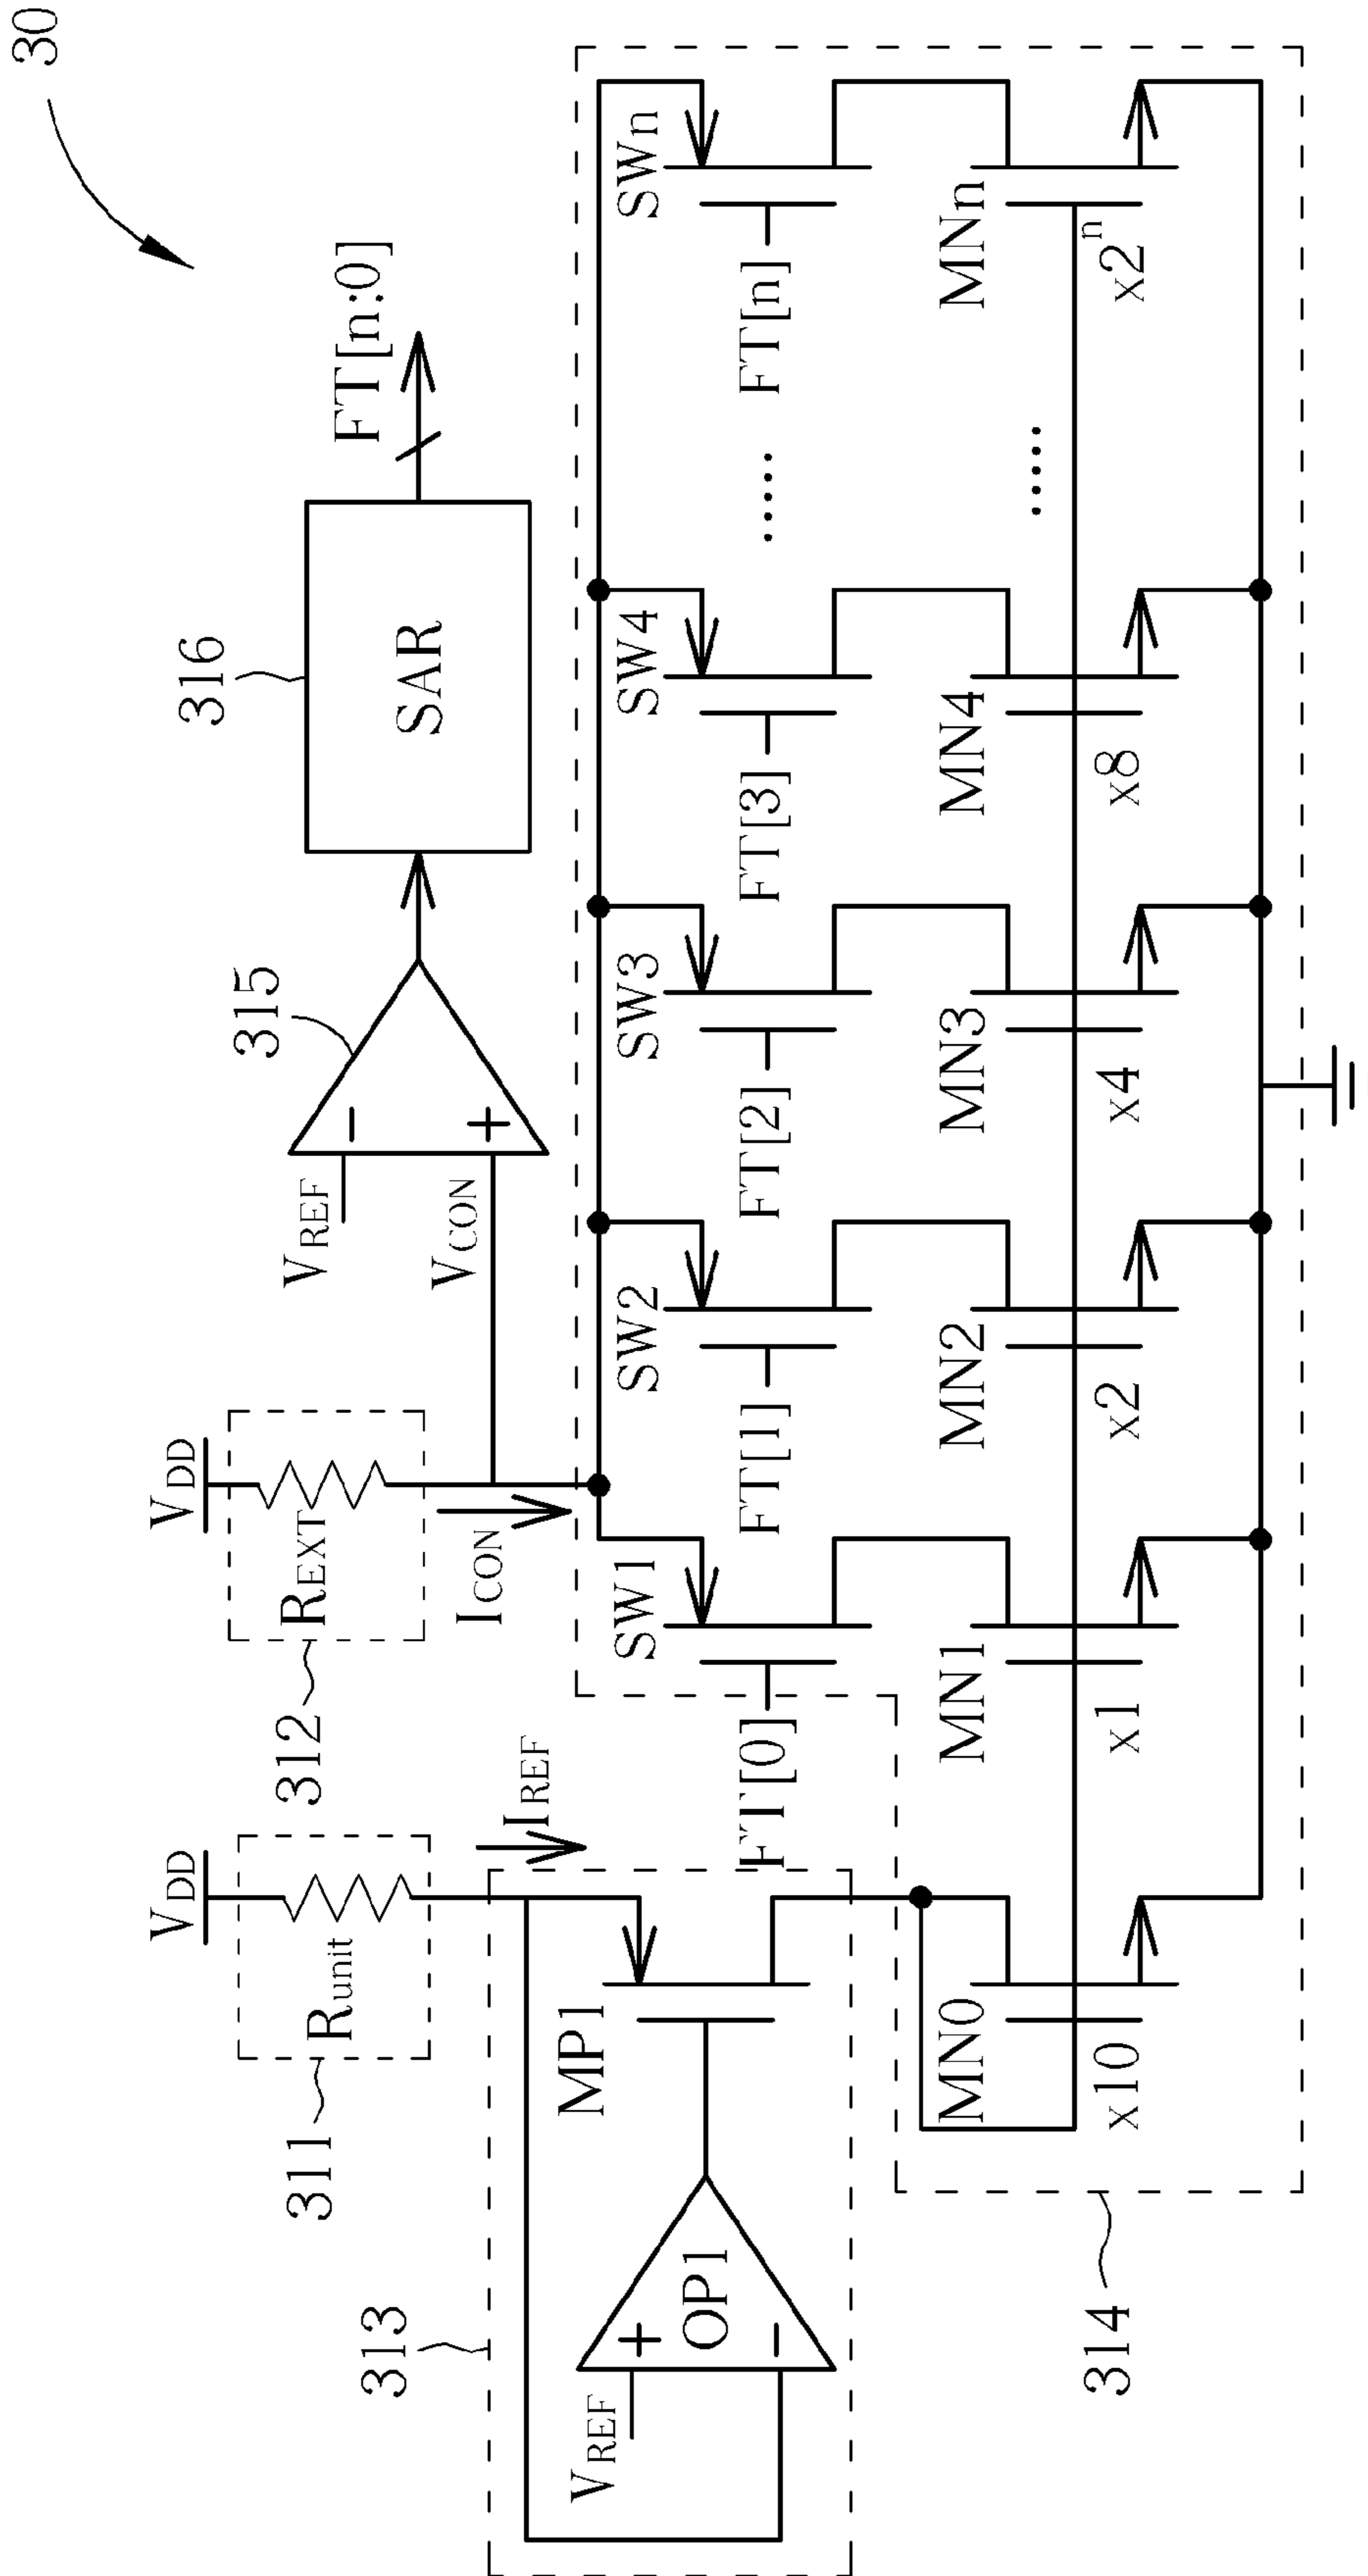 30
316
SAR
FT[n:0]
315
VREF
VCON
−
+
VDD
REXT
312
ICON
VDD
Runit
311
IREF
313
MP1
OP1
+
−
VREF
SW1
SW2
SW3
SW4
SWn
FT[0]
FT[1]
FT[2]
FT[3]
.....
FT[n]
MN0
MN1
MN2
MN3
MN4
.....
MNn
x10
x1
x2
x4
x8
x2ⁿ
314